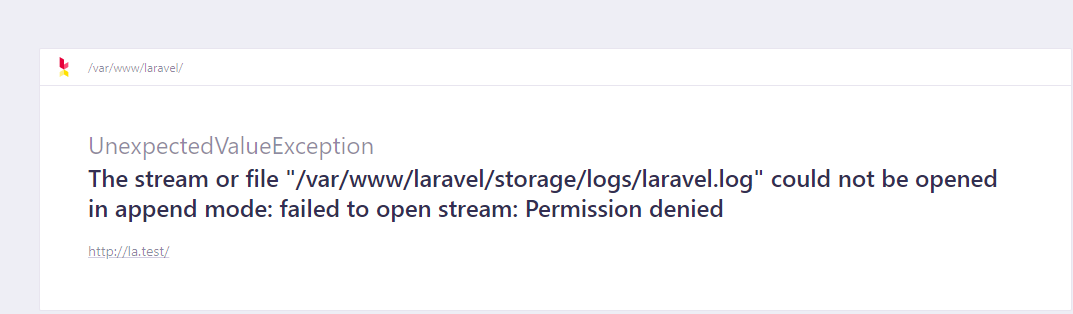 /var/www/laravel/
UnexpectedValueException
The stream or file "/var/www/laravel/storage/logs/laravel.log" could not be opened
in append mode: failed to open stream: Permission denied
http://la.test/